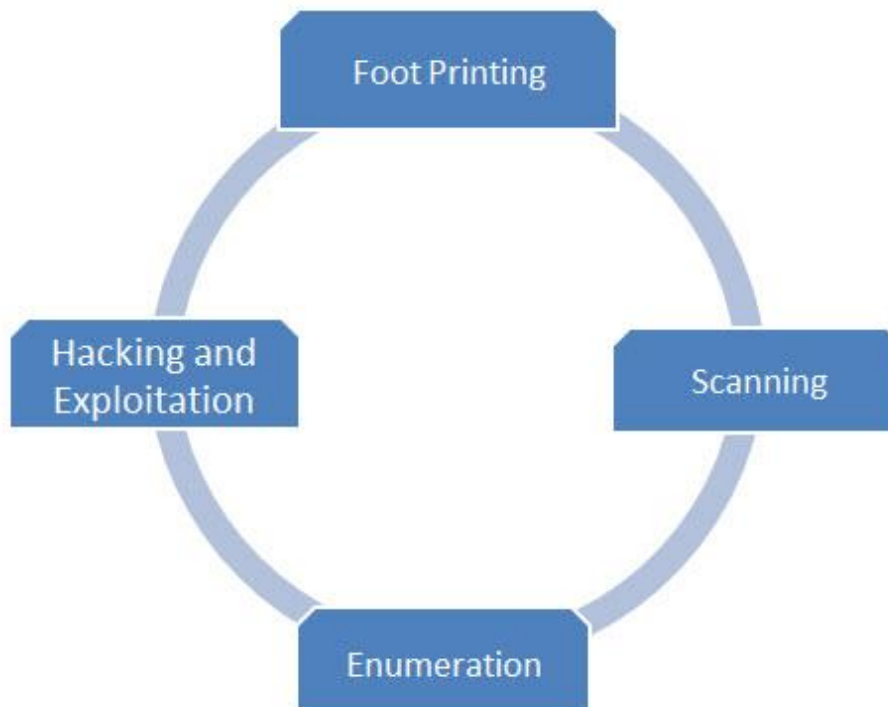 Foot Printing
Scanning
Enumeration
Hacking and
Exploitation